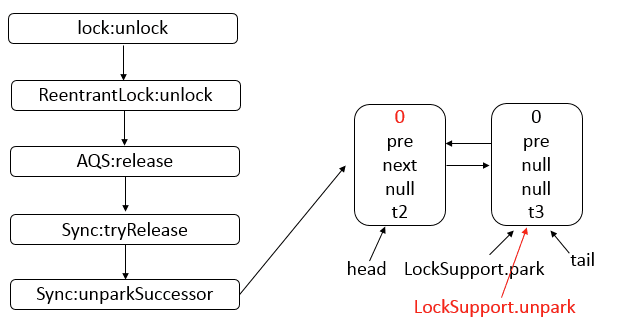 lock:unlock
ReentrantLock:unlock
AQS:release
Sync:tryRelease
Sync:unparkSuccessor
0
pre
next
null
t2
0
pre
null
null
t3
head
LockSupport.park
tail
LockSupport.unpark